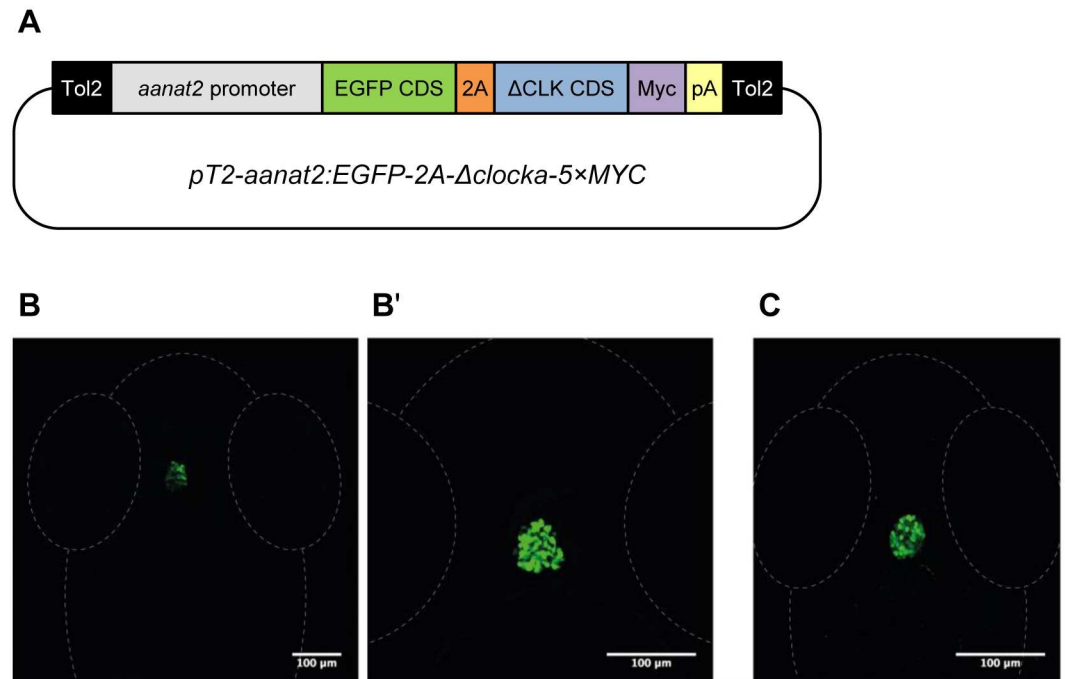 A
Tol2 aanat2 promoter EGFP CDS 2A ΔCLK CDS Myc pA Tol2
pT2-aanat2:EGFP-2A-Δclocka-5×MYC
B B' C
100 µm 100 µm 100 µm